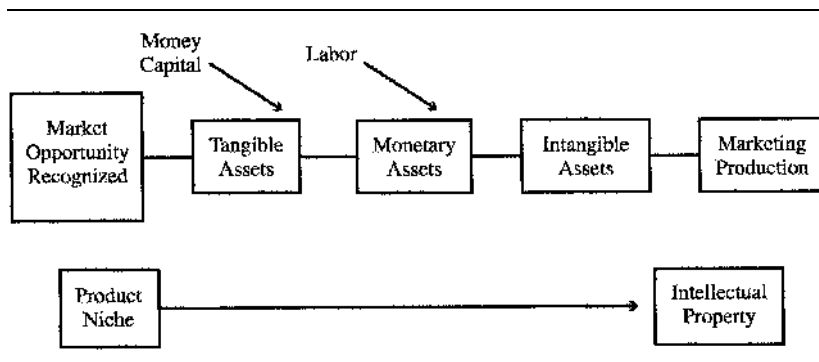 Money
Capital
Labor
Market
Opportunity
Recognized
Tangible
Assets
Monetary
Assets
Intangible
Assets
Marketing
Production
Product
Niche
Intellectual
Property